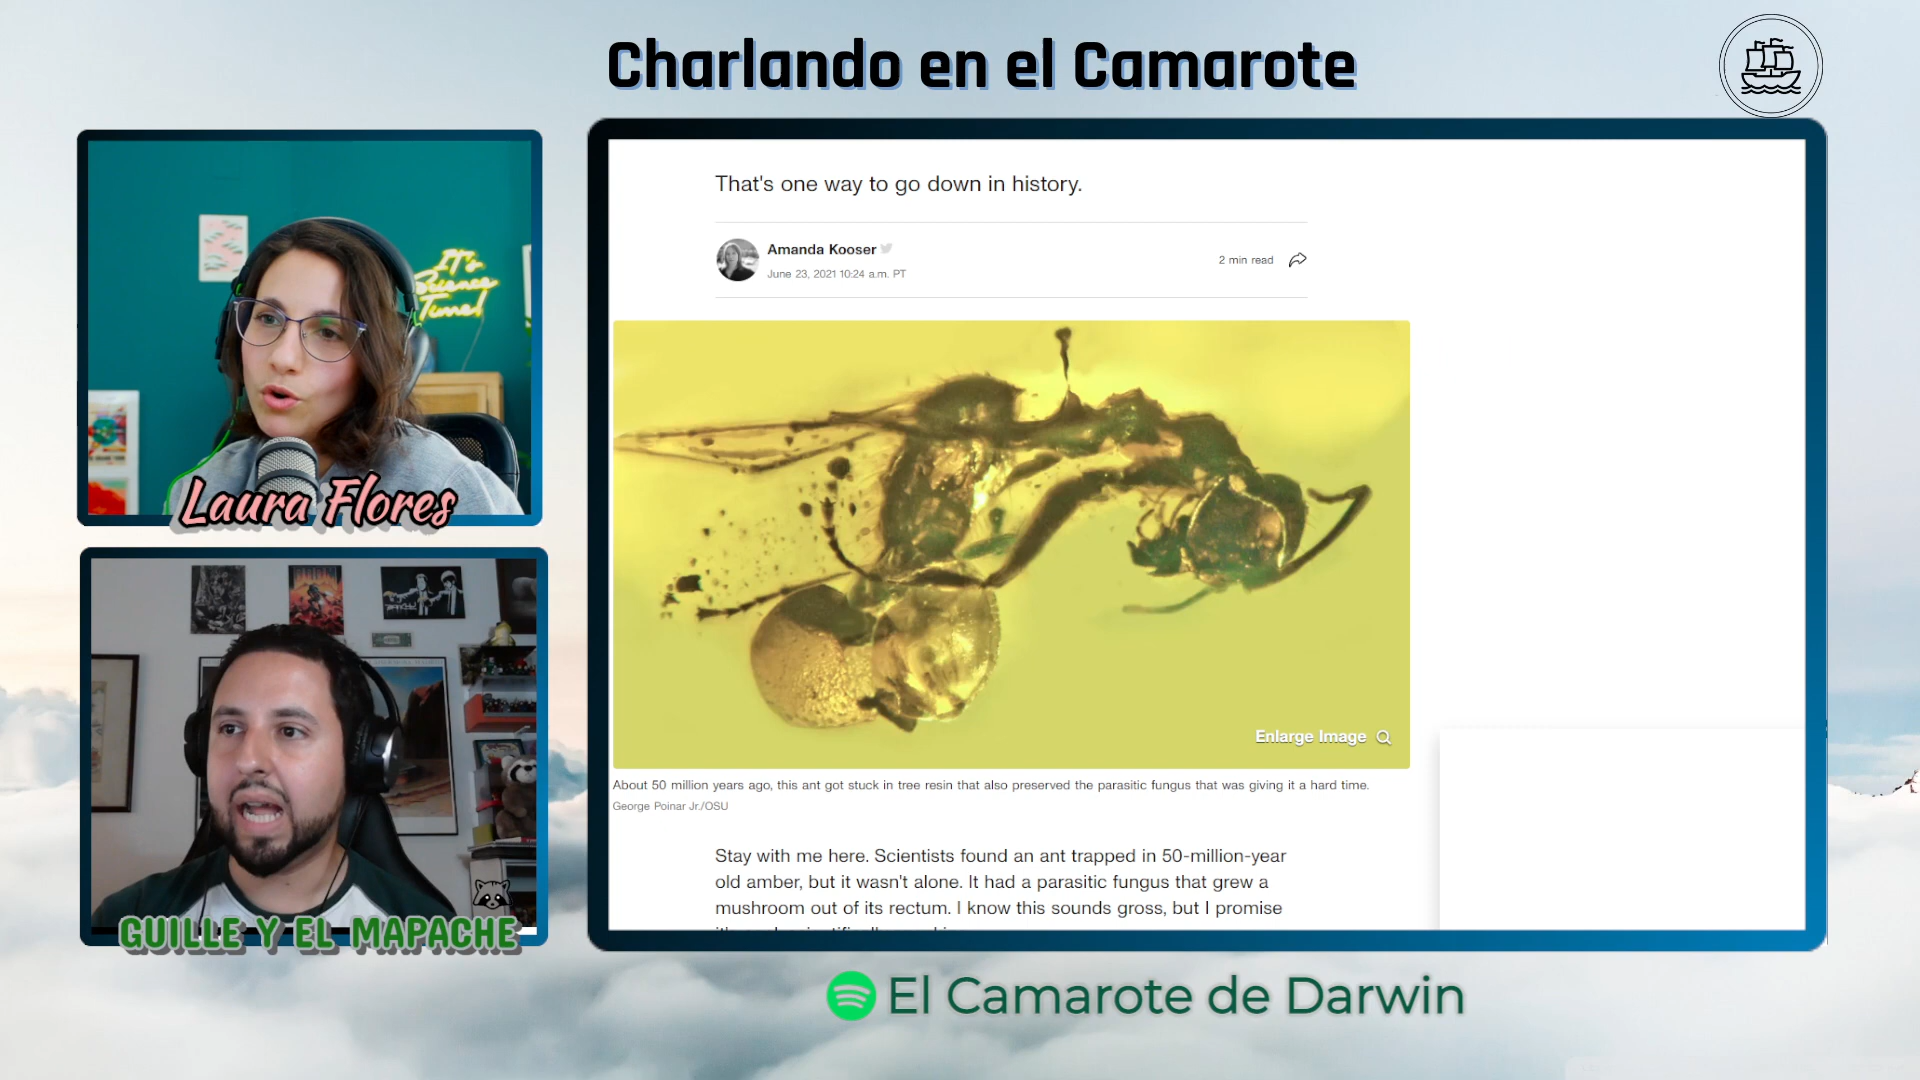 Charlando en el Camarote
It's
Science
Time!
Laura Flores
DOOM
GUILLE Y EL MAPACHE
That's one way to go down in history.
Amanda Kooser
June 23, 2021 10:24 a.m. PT
2 min read
Enlarge Image
About 50 million years ago, this ant got stuck in tree resin that also preserved the parasitic fungus that was giving it a hard time.
George Poinar Jr./OSU
Stay with me here. Scientists found an ant trapped in 50-million-year
old amber, but it wasn't alone. It had a parasitic fungus that grew a
mushroom out of its rectum. I know this sounds gross, but I promise
El Camarote de Darwin